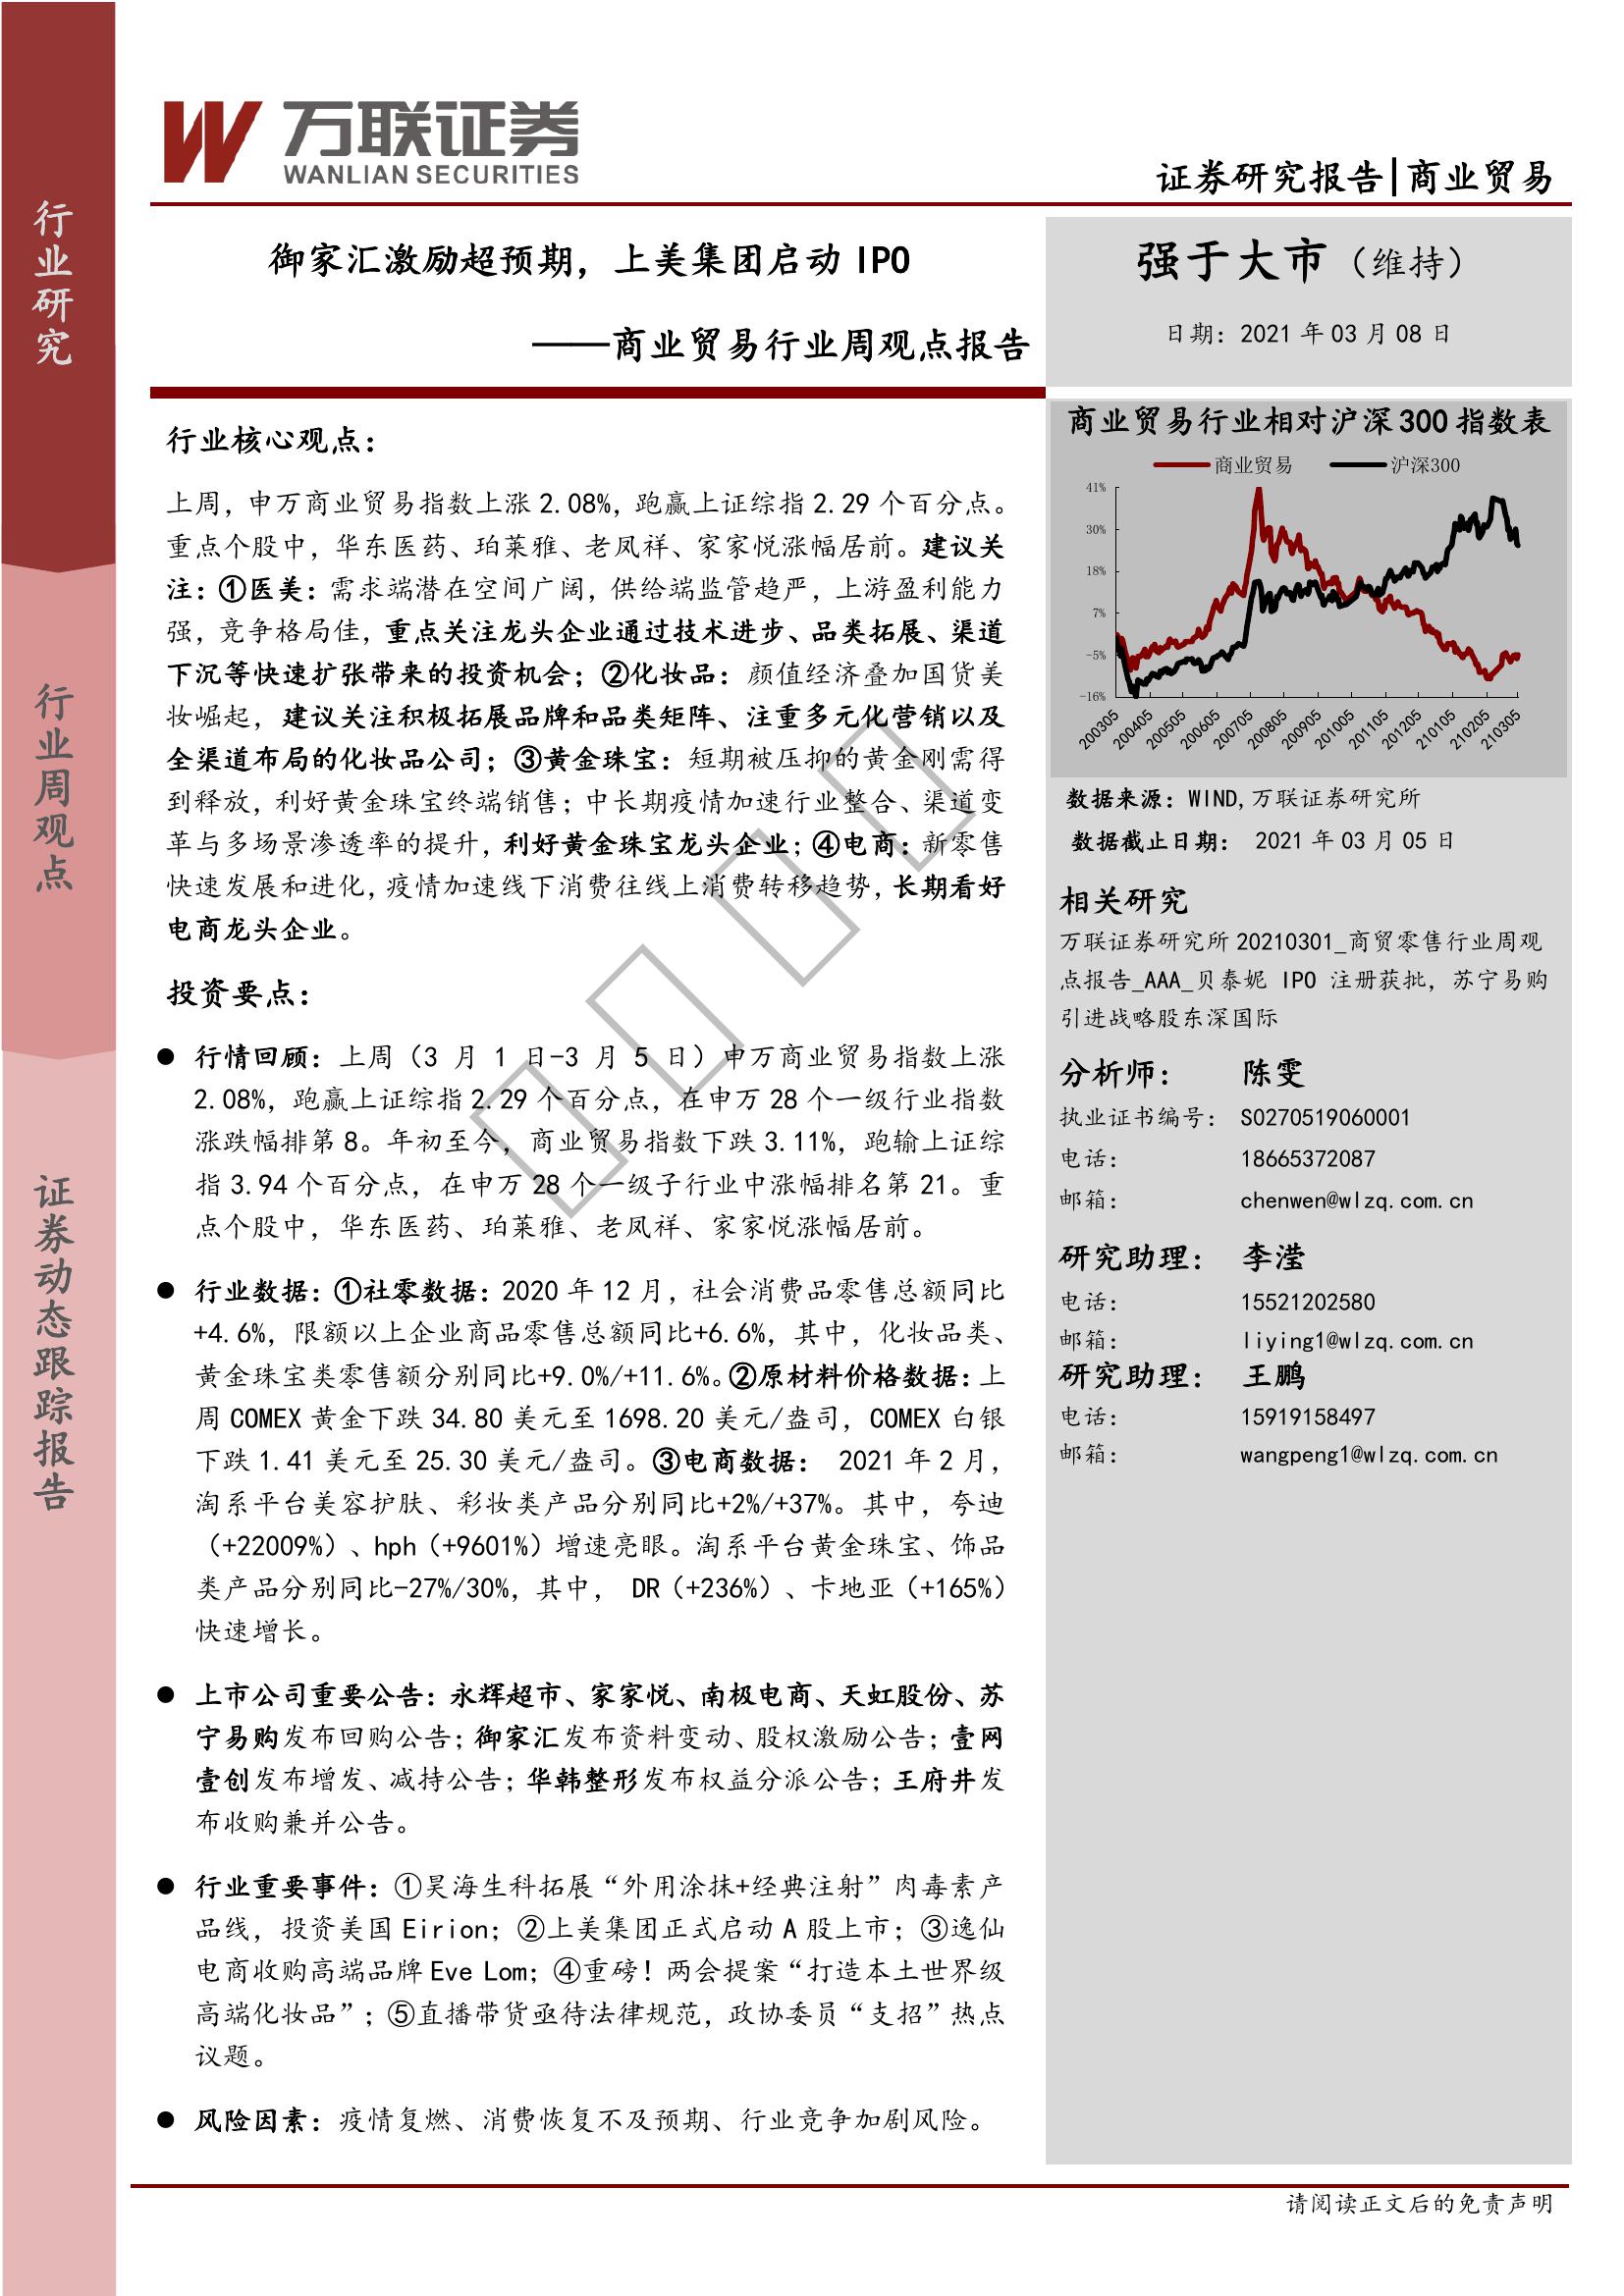 行业研究
行业周观点
证券动态跟踪报告
万联证券
WANLIAN SECURITIES
证券研究报告|商业贸易
御家汇激励超预期，上美集团启动 IPO
——商业贸易行业周观点报告
强于大市（维持）
日期：2021 年 03 月 08 日
行业核心观点：
上周，申万商业贸易指数上涨 2.08%，跑赢上证综指 2.29 个百分点。
重点个股中，华东医药、珀莱雅、老凤祥、家家悦涨幅居前。建议关
注：①医美：需求端潜在空间广阔，供给端监管趋严，上游盈利能力
强，竞争格局佳，重点关注龙头企业通过技术进步、品类拓展、渠道
下沉等快速扩张带来的投资机会；②化妆品：颜值经济叠加国货美
妆崛起，建议关注积极拓展品牌和品类矩阵、注重多元化营销以及
全渠道布局的化妆品公司；③黄金珠宝：短期被压抑的黄金刚需得
到释放，利好黄金珠宝终端销售；中长期疫情加速行业整合、渠道变
革与多场景渗透率的提升，利好黄金珠宝龙头企业；④电商：新零售
快速发展和进化，疫情加速线下消费往线上消费转移趋势，长期看好
电商龙头企业。
投资要点：
● 行情回顾：上周（3 月 1 日-3 月 5 日）申万商业贸易指数上涨
2.08%，跑赢上证综指 2.29 个百分点，在申万 28 个一级行业指数
涨跌幅排第 8。年初至今，商业贸易指数下跌 3.11%，跑输上证综
指 3.94 个百分点，在申万 28 个一级子行业中涨幅排名第 21。重
点个股中，华东医药、珀莱雅、老凤祥、家家悦涨幅居前。
● 行业数据：①社零数据：2020 年 12 月，社会消费品零售总额同比
+4.6%，限额以上企业商品零售总额同比+6.6%，其中，化妆品类、
黄金珠宝类零售额分别同比+9.0%/+11.6%。②原材料价格数据：上
周 COMEX 黄金下跌 34.80 美元至 1698.20 美元/盎司，COMEX 白银
下跌 1.41 美元至 25.30 美元/盎司。③电商数据： 2021 年 2 月，
淘系平台美容护肤、彩妆类产品分别同比+2%/+37%。其中，夸迪
（+22009%）、hph（+9601%）增速亮眼。淘系平台黄金珠宝、饰品
类产品分别同比-27%/30%，其中， DR（+236%）、卡地亚（+165%）
快速增长。
● 上市公司重要公告：永辉超市、家家悦、南极电商、天虹股份、苏
宁易购发布回购公告；御家汇发布资料变动、股权激励公告；壹网
壹创发布增发、减持公告；华韩整形发布权益分派公告；王府井发
布收购兼并公告。
● 行业重要事件：①昊海生科拓展“外用涂抹+经典注射”肉毒素产
品线，投资美国 Eirion；②上美集团正式启动 A 股上市；③逸仙
电商收购高端品牌 Eve Lom；④重磅！两会提案“打造本土世界级
高端化妆品”；⑤直播带货亟待法律规范，政协委员“支招”热点
议题。
● 风险因素：疫情复燃、消费恢复不及预期、行业竞争加剧风险。
商业贸易行业相对沪深 300 指数表
商业贸易 沪深300
41%
30%
18%
7%
-5%
-16%
200305 200405 200505 200605 200705 200805 200905 201005 201105 201205 210105 210205 210305
数据来源：WIND,万联证券研究所
数据截止日期： 2021 年 03 月 05 日
相关研究
万联证券研究所 20210301_商贸零售行业周观
点报告_AAA_贝泰妮 IPO 注册获批，苏宁易购
引进战略股东深国际
分析师： 陈雯
执业证书编号： S0270519060001
电话： 18665372087
邮箱： chenwen@wlzq.com.cn
研究助理： 李滢
电话： 15521202580
邮箱： liying1@wlzq.com.cn
研究助理： 王鹏
电话： 15919158497
邮箱： wangpeng1@wlzq.com.cn
请阅读正文后的免责声明